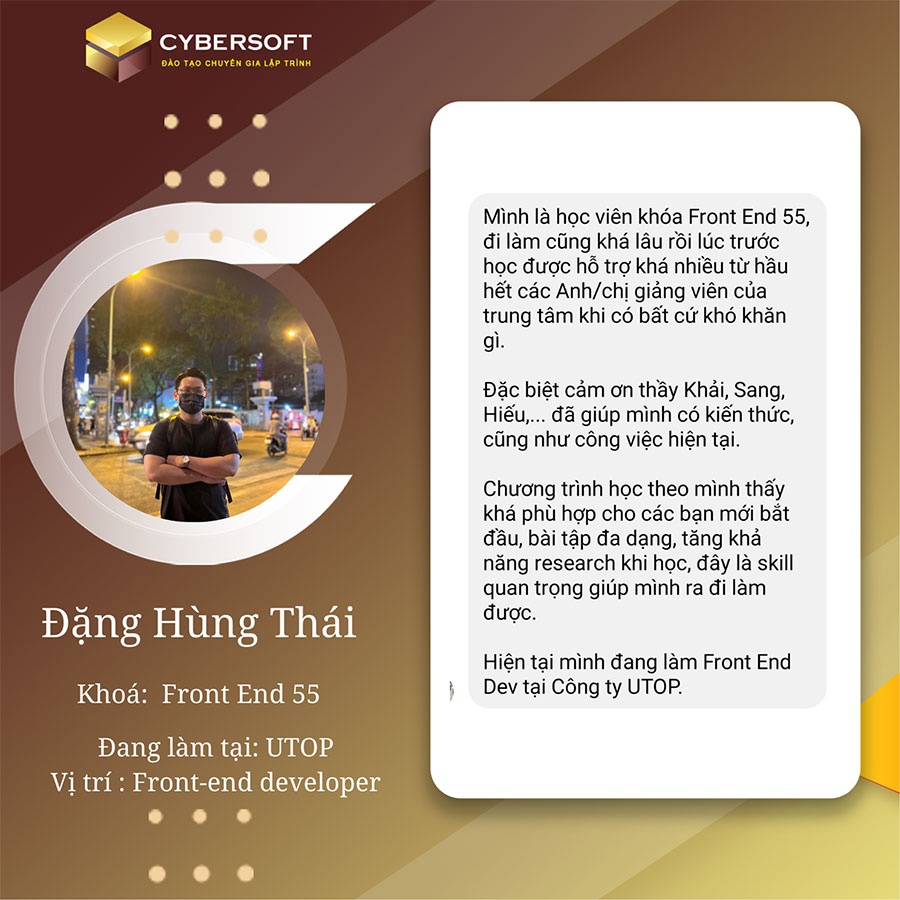 CYBERSOFT
ĐÀO TẠO CHUYÊN GIA LẬP TRÌNH
Mình là học viên khóa Front End 55,
đi làm cũng khá lâu rồi lúc trước
học được hỗ trợ khá nhiều từ hầu
hết các Anh/chị giảng viên của
trung tâm khi có bất cứ khó khăn
gì.
Đặc biệt cảm ơn thầy Khải, Sang,
Hiếu,... đã giúp mình có kiến thức,
cũng như công việc hiện tại.
Chương trình học theo mình thấy
khá phù hợp cho các bạn mới bắt
đầu, bài tập đa dạng, tăng khả
năng research khi học, đây là skill
quan trọng giúp mình ra đi làm
được.
Hiện tại mình đang làm Front End
Dev tại Công ty UTOP.
Đặng Hùng Thái
Khoá: Front End 55
Đang làm tại: UTOP
Vị trí : Front-end developer